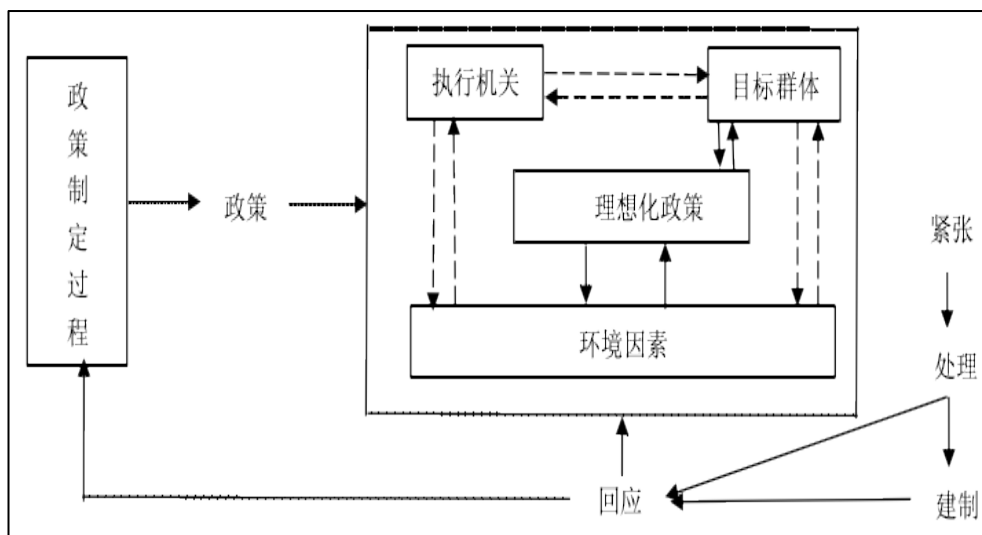 政策制定过程
政策
执行机关
目标群体
理想化政策
环境因素
紧张
处理
建制
回应